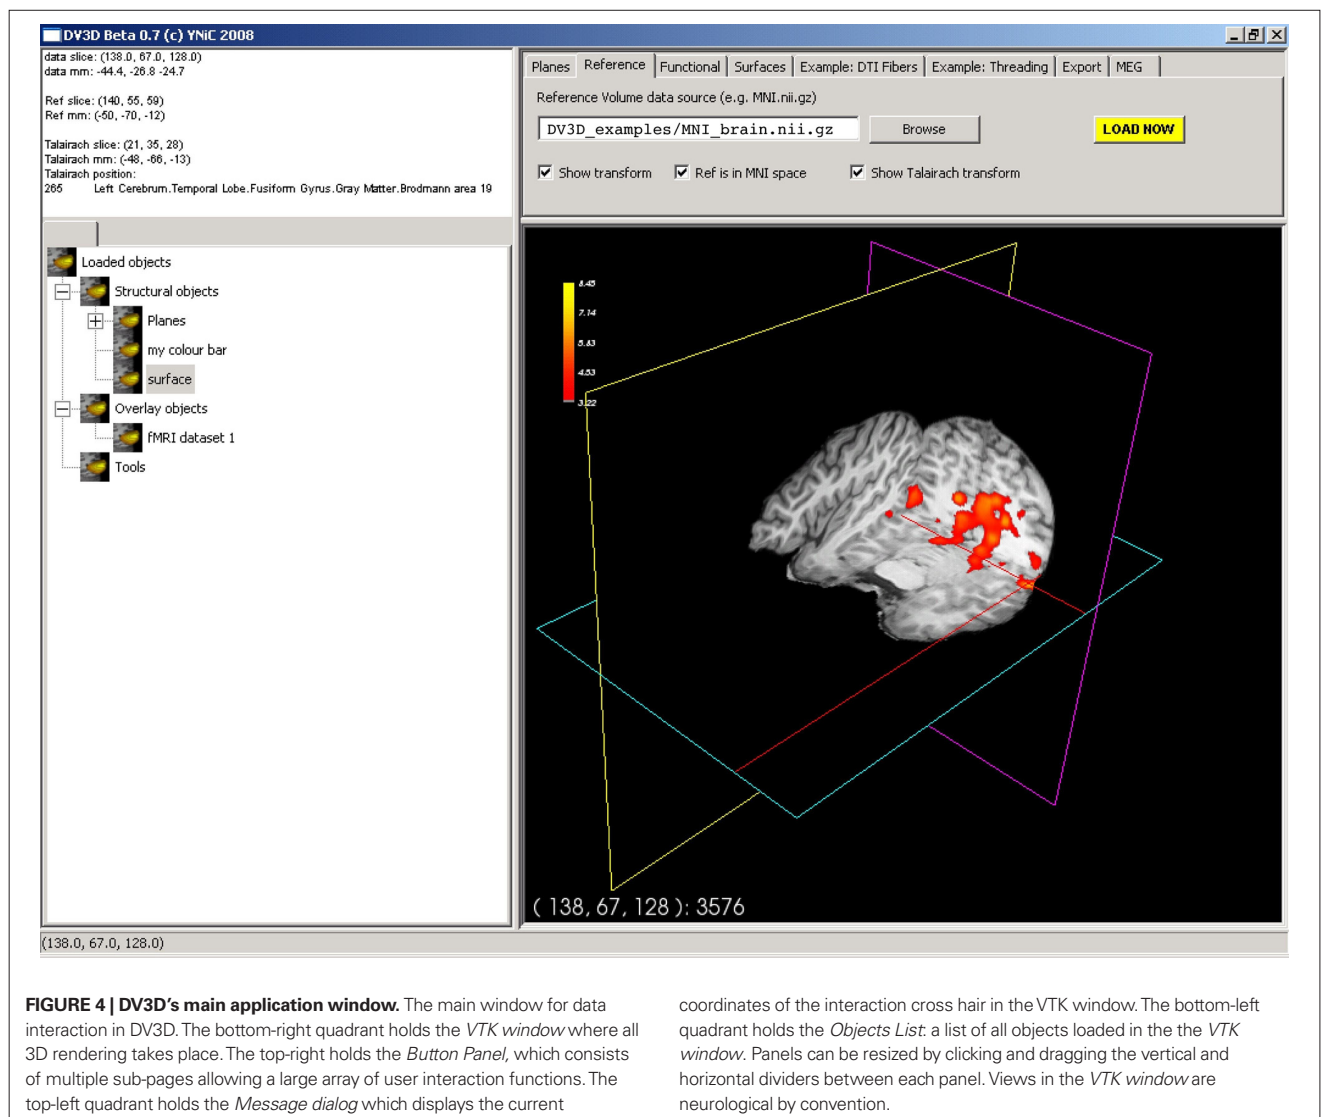 DV3D Beta 0.7 (c) YNiC 2008
data slice: (138.0, 67.0, 128.0)
data mm: -44.4, -26.8 -24.7
Ref slice: (140, 55, 59)
Ref mm: (-50, -70, -12)
Talairach slice: (21, 35, 28)
Talairach mm: (-48, -66, -13)
Talairach position:
265 Left Cerebrum.Temporal Lobe.Fusiform Gyrus.Gray Matter.Brodmann area 19
Planes Reference Functional Surfaces Example: DTI Fibers Example: Threading Export MEG
Reference Volume data source (e.g. MNI.nii.gz)
DV3D_examples/MNI_brain.nii.gz Browse LOAD NOW
Show transform Ref is in MNI space Show Talairach transform
Loaded objects
Structural objects
Planes
my colour bar
surface
Overlay objects
fMRI dataset 1
Tools
8.45
7.14
5.83
4.53
3.22
(138, 67, 128): 3576
(138.0, 67.0, 128.0)
FIGURE 4 | DV3D's main application window. The main window for data
interaction in DV3D. The bottom-right quadrant holds the VTK window where all
3D rendering takes place. The top-right holds the Button Panel, which consists
of multiple sub-pages allowing a large array of user interaction functions. The
top-left quadrant holds the Message dialog which displays the current
coordinates of the interaction cross hair in the VTK window. The bottom-left
quadrant holds the Objects List: a list of all objects loaded in the the VTK
window. Panels can be resized by clicking and dragging the vertical and
horizontal dividers between each panel. Views in the VTK window are
neurological by convention.